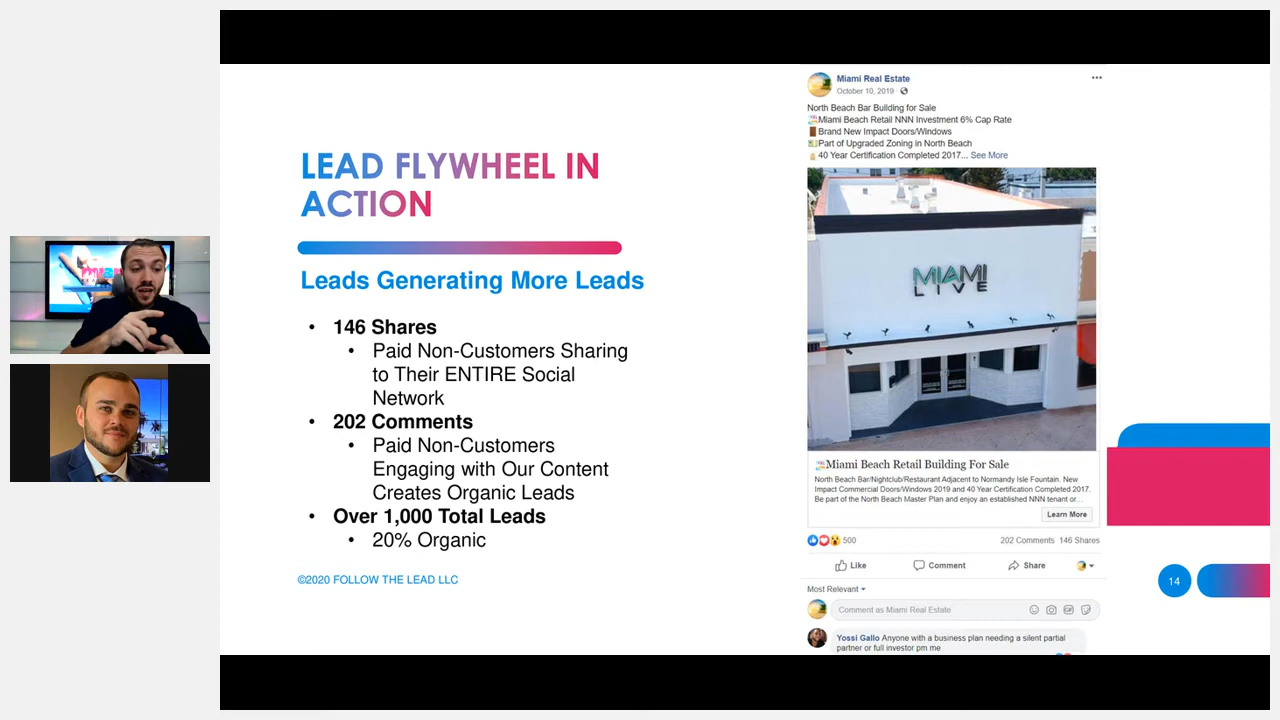 LEAD FLYWHEEL IN
ACTION
Leads Generating More Leads
• 146 Shares
• Paid Non-Customers Sharing
to Their ENTIRE Social
Network
• 202 Comments
• Paid Non-Customers
Engaging with Our Content
Creates Organic Leads
• Over 1,000 Total Leads
• 20% Organic
©2020 FOLLOW THE LEAD LLC
Miami Real Estate
October 10, 2019 ·
North Beach Bar Building for Sale
Miami Beach Retail NNN Investment 6% Cap Rate
Brand New Impact Doors/Windows
Part of Upgraded Zoning in North Beach
40 Year Certification Completed 2017... See More
MIAMI
LIVE
Miami Beach Retail Building For Sale
North Beach Bar/Nightclub/Restaurant Adjacent to Normandy Isle Fountain. New
Impact Commercial Doors/Windows 2019 and 40 Year Certification Completed 2017.
Be part of the North Beach Master Plan and enjoy an established NNN tenant or...
Learn More
500
202 Comments 146 Shares
Like Comment Share
Most Relevant
Comment as Miami Real Estate
GIF
Yossi Gallo Anyone with a business plan needing a silent partial
partner or full investor pm me
14